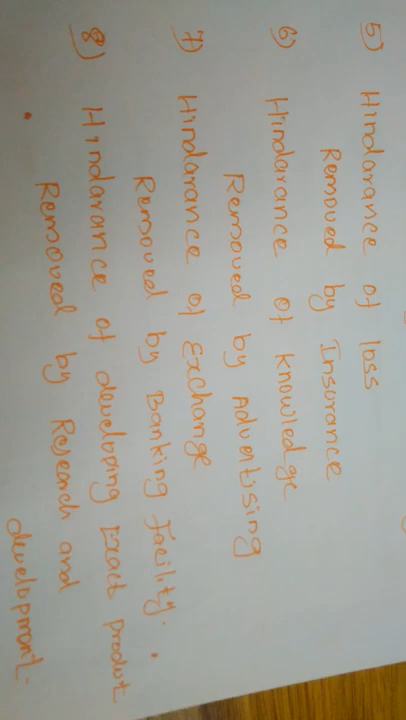 5) Hindarance of loss
Removed by Insurance
6) Hindarance of knowledge
Removed by Advertising
7) Hindarance of Exchange
Removed by Banking Facility.
8) Hindarance of developing Exact Product
Removed by Research and
development.